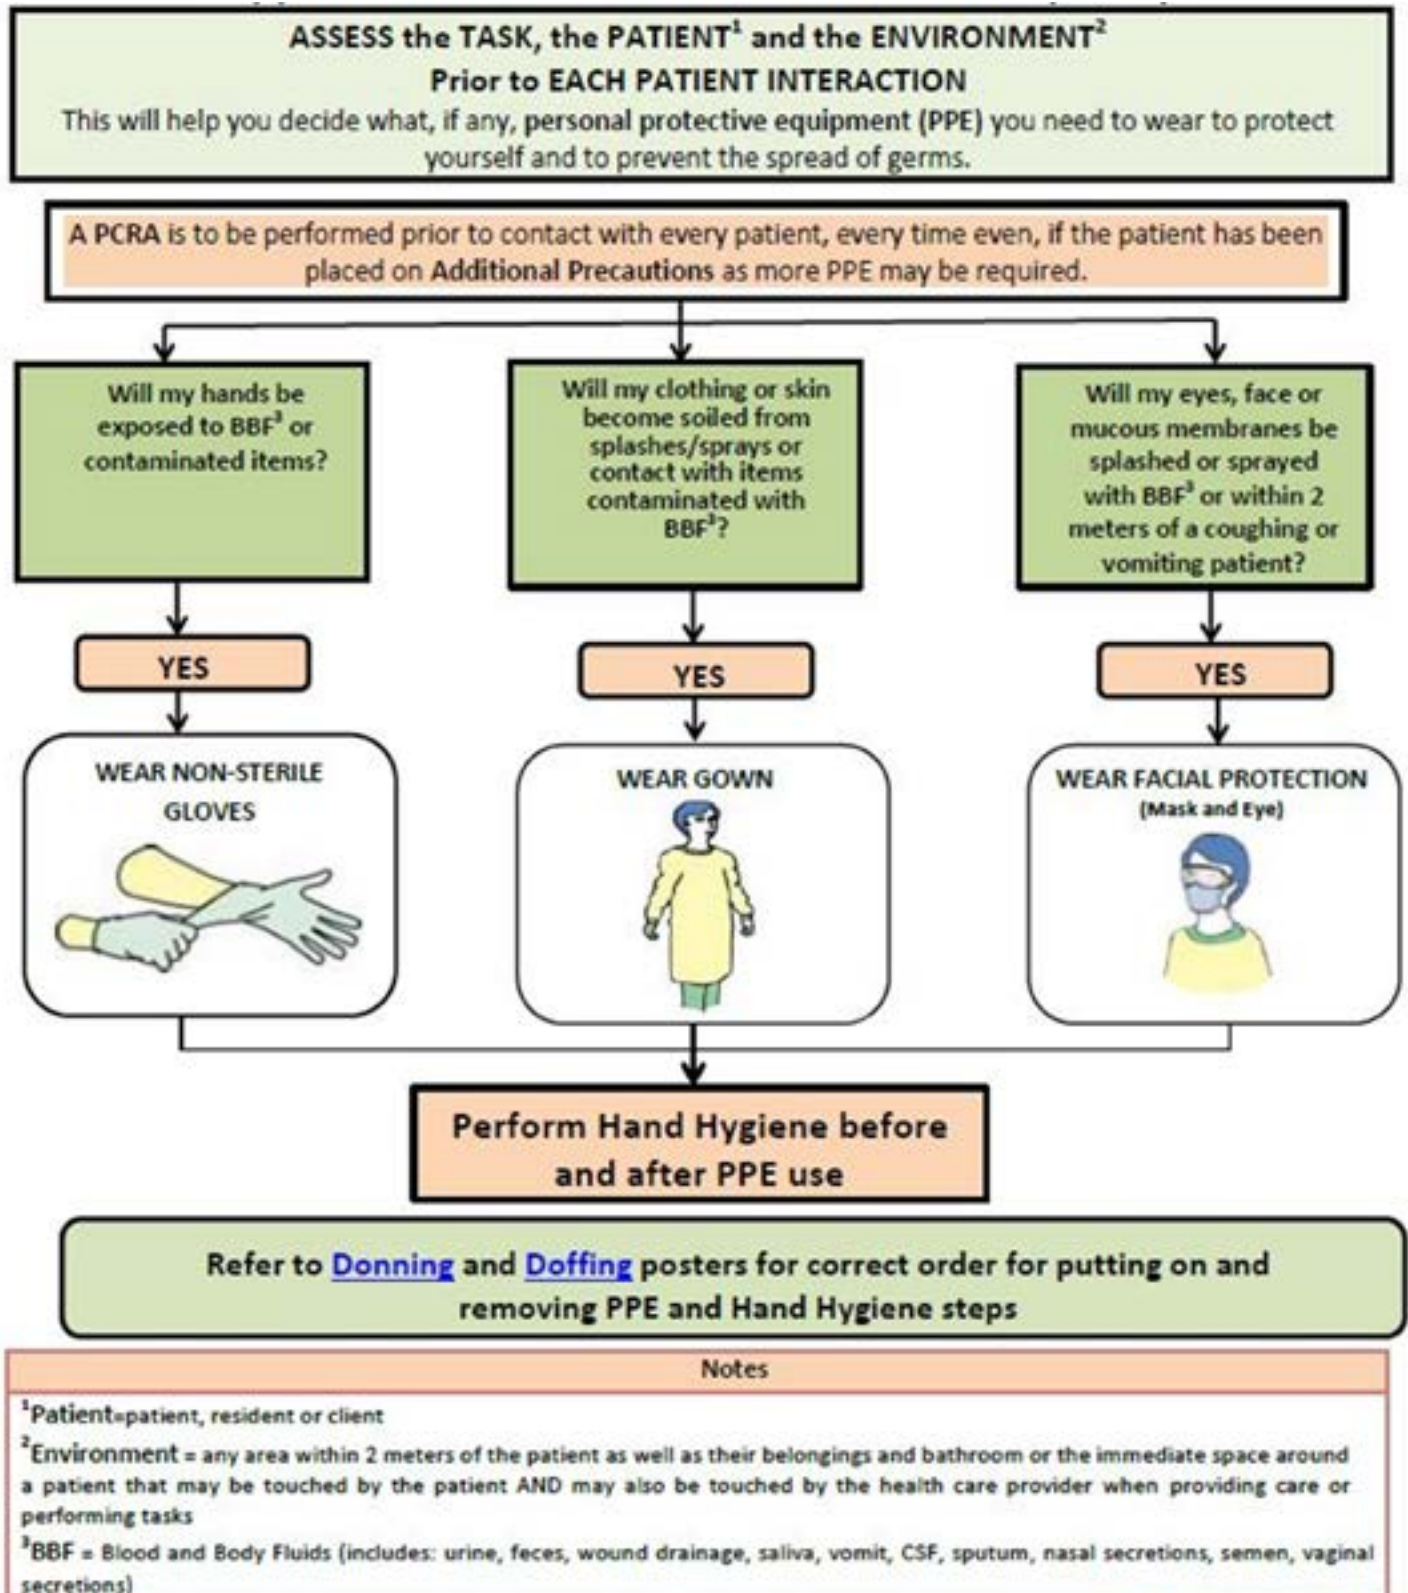 ASSESS the TASK, the PATIENT¹ and the ENVIRONMENT²
Prior to EACH PATIENT INTERACTION
This will help you decide what, if any, personal protective equipment (PPE) you need to wear to protect
yourself and to prevent the spread of germs.
A PCRA is to be performed prior to contact with every patient, every time even, if the patient has been
placed on Additional Precautions as more PPE may be required.
Will my hands be
exposed to BBF³ or
contaminated items?
Will my clothing or skin
become soiled from
splashes/sprays or
contact with items
contaminated with
BBF³?
Will my eyes, face or
mucous membranes be
splashed or sprayed
with BBF³ or within 2
meters of a coughing or
vomiting patient?
YES
YES
YES
WEAR NON-STERILE
GLOVES
WEAR GOWN
WEAR FACIAL PROTECTION
(Mask and Eye)
Perform Hand Hygiene before
and after PPE use
Refer to Donning and Doffing posters for correct order for putting on and
removing PPE and Hand Hygiene steps
Notes
¹Patient=patient, resident or client
²Environment = any area within 2 meters of the patient as well as their belongings and bathroom or the immediate space around
a patient that may be touched by the patient AND may also be touched by the health care provider when providing care or
performing tasks
³BBF = Blood and Body Fluids (includes: urine, feces, wound drainage, saliva, vomit, CSF, sputum, nasal secretions, semen, vaginal
secretions)